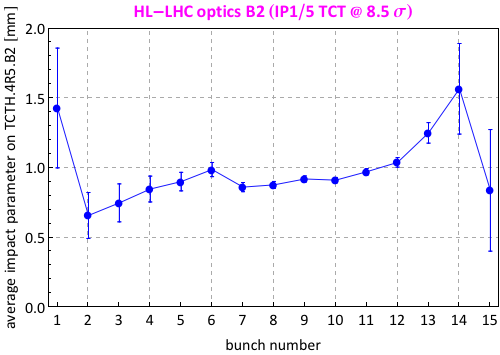 HL−LHC optics B2 (IP1/5 TCT @ 8.5 σ)
average impact parameter on TCTH.4R5.B2 [mm]
2.0
1.5
1.0
0.5
0.0
1 2 3 4 5 6 7 8 9 10 11 12 13 14 15
bunch number